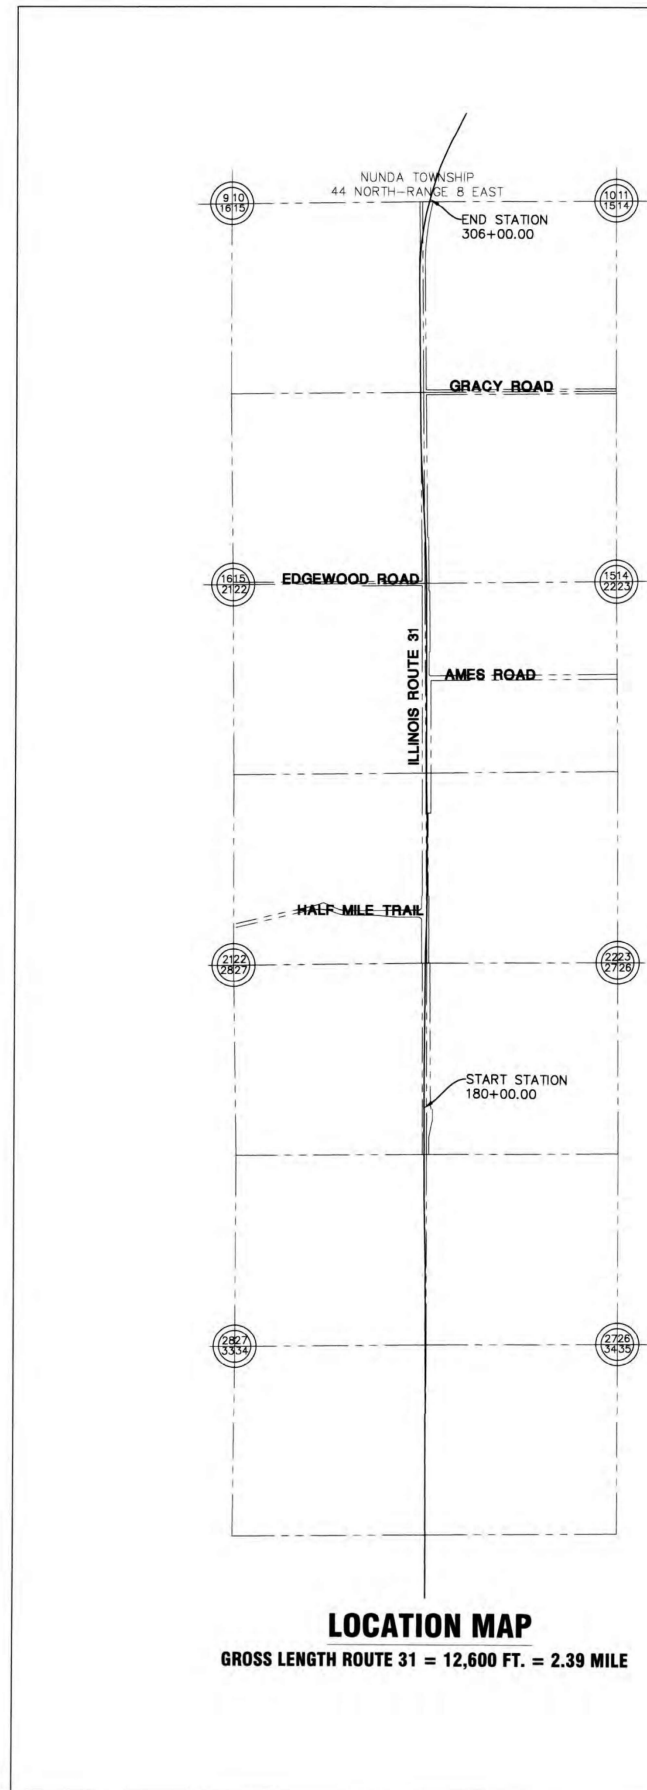 NUNDA TOWNSHIP
44 NORTH-RANGE 8 EAST
9 10
16 15
10 11
15 14
END STATION
306+00.00
GRACY ROAD
16 15
21 22
EDGEWOOD ROAD
15 14
22 23
ILLINOIS ROUTE 31
AMES ROAD
HALF MILE TRAIL
21 22
28 27
22 23
27 26
START STATION
180+00.00
28 27
33 34
27 26
34 35
LOCATION MAP
GROSS LENGTH ROUTE 31 = 12,600 FT. = 2.39 MILE